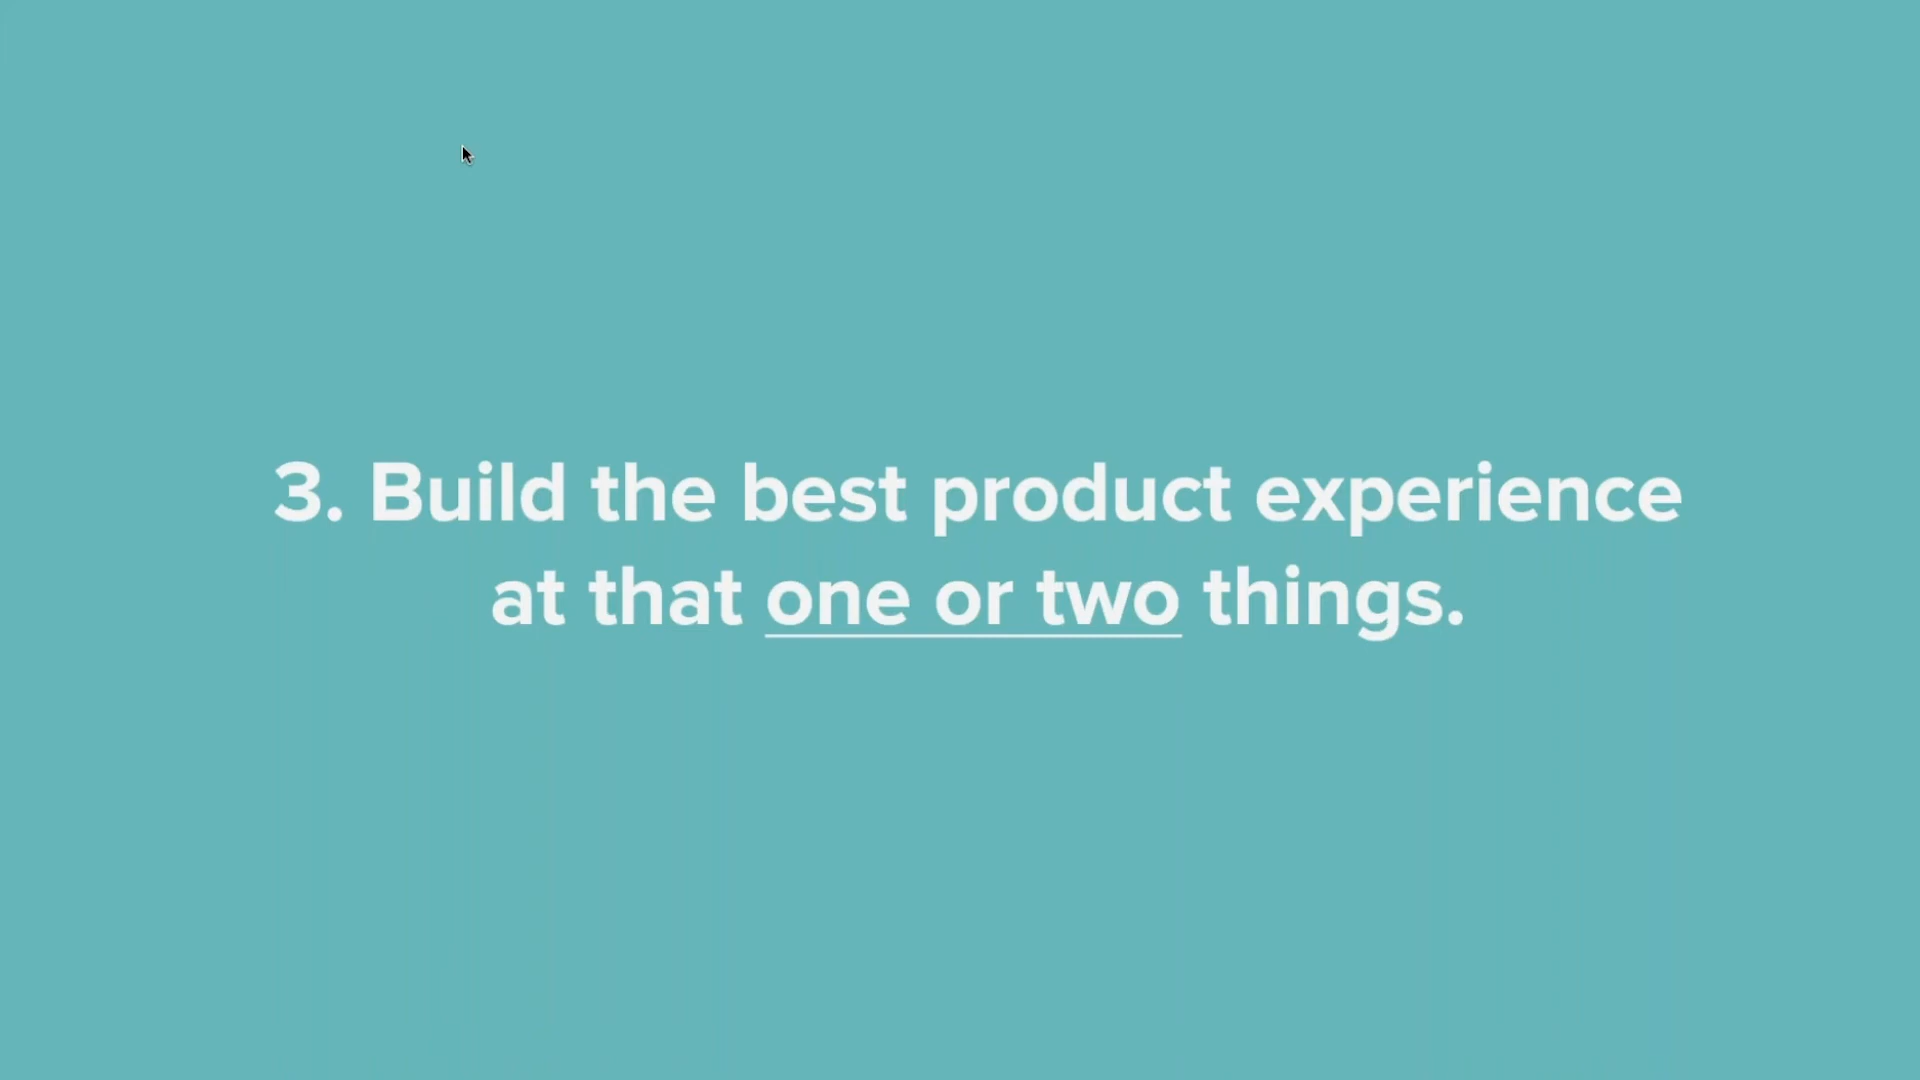 3. Build the best product experience
at that one or two things.